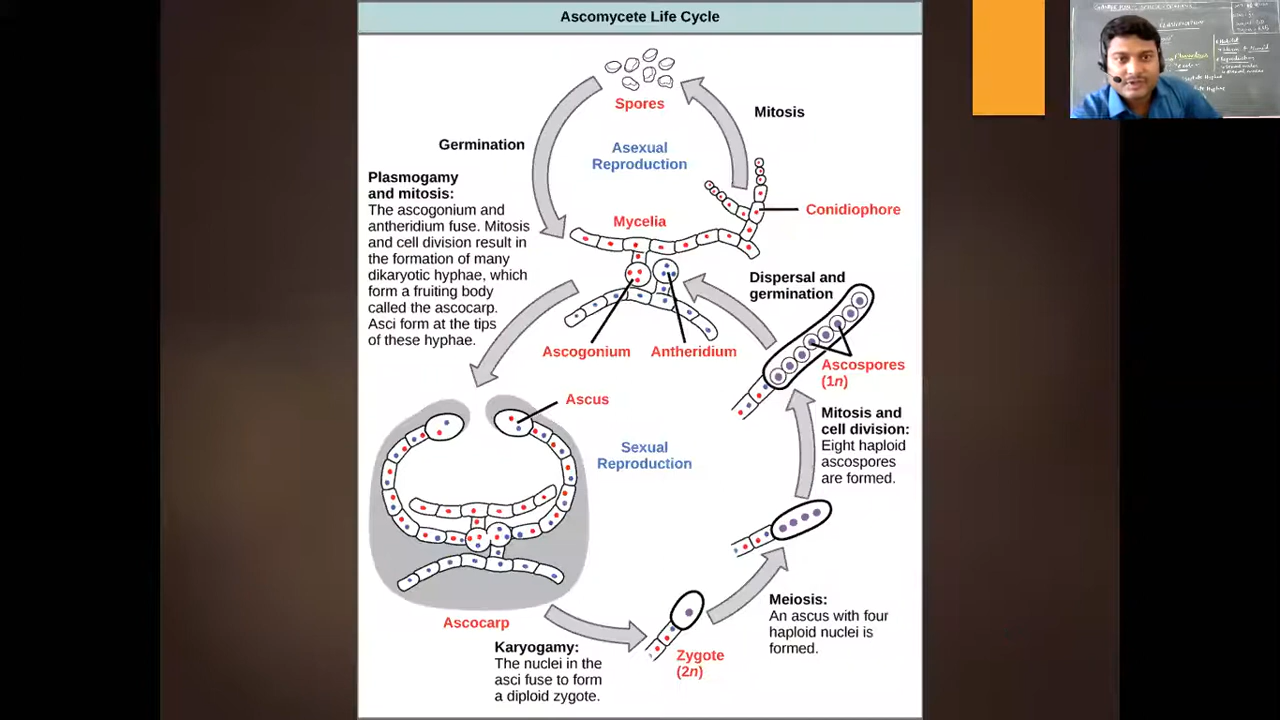 Ascomycete Life Cycle
Spores
Mitosis
Germination
Asexual
Reproduction
Plasmogamy
and mitosis:
The ascogonium and
antheridium fuse. Mitosis
and cell division result in
the formation of many
dikaryotic hyphae, which
form a fruiting body
called the ascocarp.
Asci form at the tips
of these hyphae.
Mycelia
Conidiophore
Dispersal and
germination
Ascogonium
Antheridium
Ascospores
(1n)
Ascus
Mitosis and
cell division:
Eight haploid
ascospores
are formed.
Sexual
Reproduction
Meiosis:
An ascus with four
haploid nuclei is
formed.
Ascocarp
Karyogamy:
The nuclei in the
asci fuse to form
a diploid zygote.
Zygote
(2n)